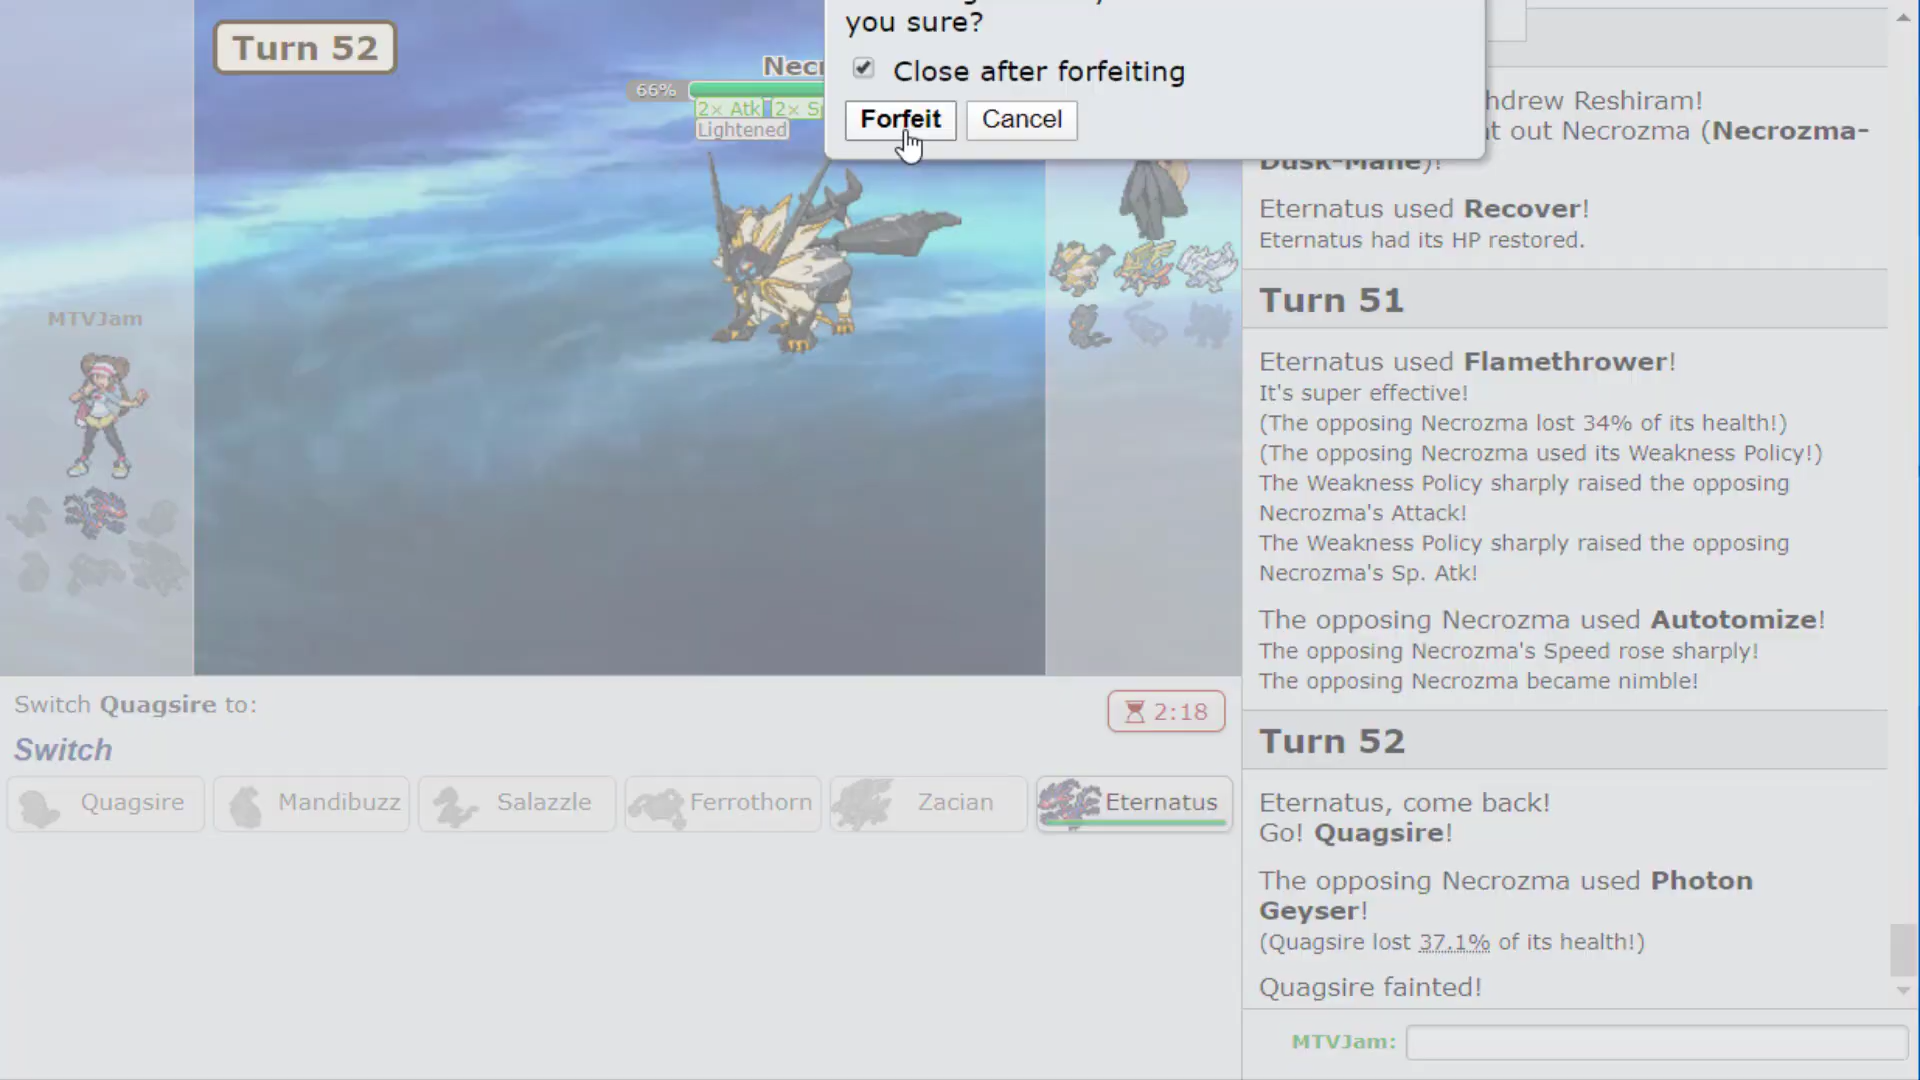 you sure?
Close after forfeiting
Forfeit Cancel
Turn 52
66%
2× Atk
Lightened
MTVJam
Switch Quagsire to:
2:18
Switch
Quagsire Mandibuzz Salazzle Ferrothorn Zacian Eternatus
out Necrozma (Necrozma-
Dusk-Mane)!
Eternatus used Recover!
Eternatus had its HP restored.
Turn 51
Eternatus used Flamethrower!
It's super effective!
(The opposing Necrozma lost 34% of its health!)
(The opposing Necrozma used its Weakness Policy!)
The Weakness Policy sharply raised the opposing
Necrozma's Attack!
The Weakness Policy sharply raised the opposing
Necrozma's Sp. Atk!
The opposing Necrozma used Autotomize!
The opposing Necrozma's Speed rose sharply!
The opposing Necrozma became nimble!
Turn 52
Eternatus, come back!
Go! Quagsire!
The opposing Necrozma used Photon
Geyser!
(Quagsire lost 37.1% of its health!)
Quagsire fainted!
MTVJam: